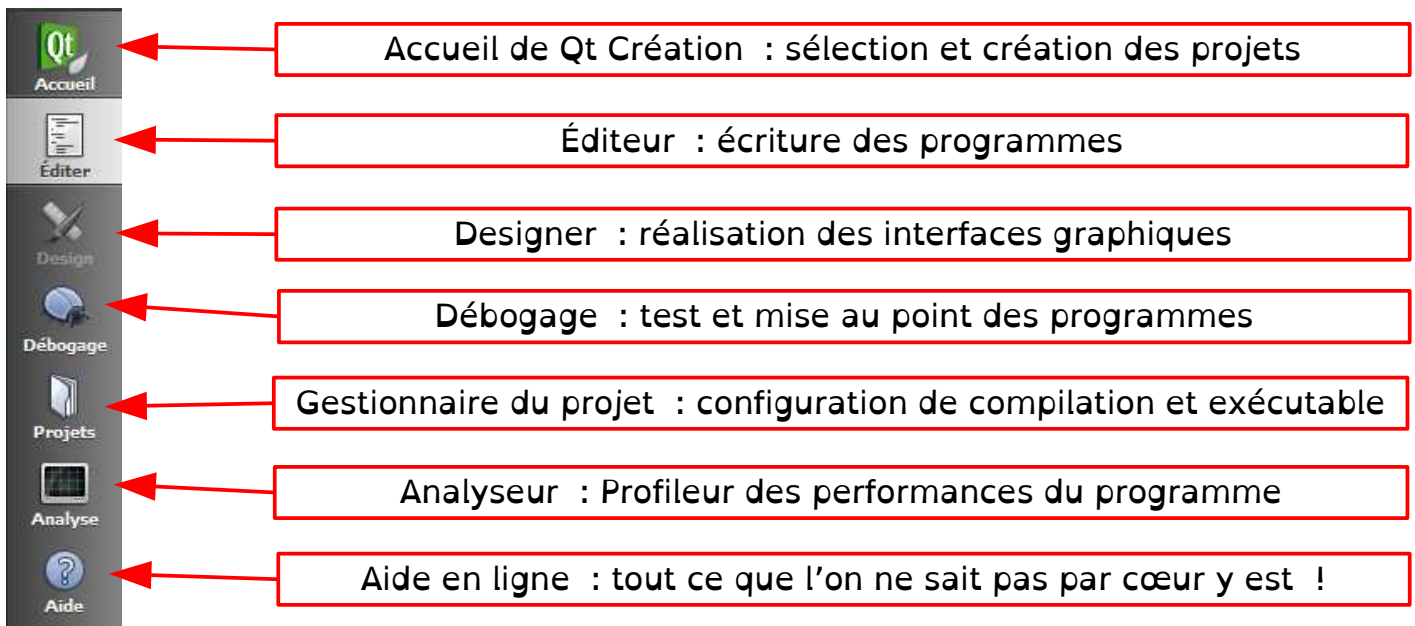 Qt
Accueil
Accueil de Qt Création : sélection et création des projets
Éditer
Éditeur : écriture des programmes
Design
Designer : réalisation des interfaces graphiques
Débogage
Débogage : test et mise au point des programmes
Projets
Gestionnaire du projet : configuration de compilation et exécutable
Analyse
Analyseur : Profileur des performances du programme
?
Aide
Aide en ligne : tout ce que l’on ne sait pas par cœur y est !